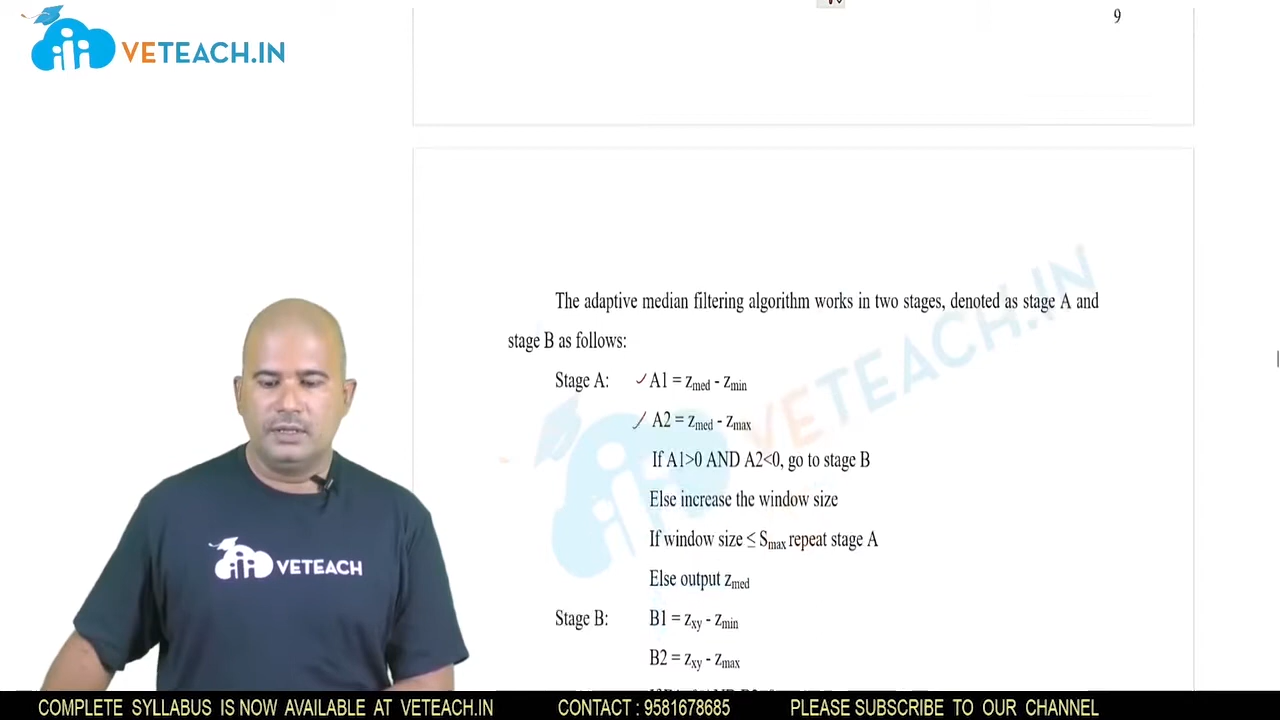 9
VETEACH.IN
The adaptive median filtering algorithm works in two stages, denoted as stage A and
stage B as follows:
Stage A: A1 = zmed - zmin
A2 = zmed - zmax
If A1>0 AND A2<0, go to stage B
Else increase the window size
If window size ≤ Smax repeat stage A
Else output zmed
Stage B: B1 = zxy - zmin
B2 = zxy - zmax
VETEACH.IN
VETEACH
COMPLETE SYLLABUS IS NOW AVAILABLE AT VETEACH.IN CONTACT : 9581678685 PLEASE SUBSCRIBE TO OUR CHANNEL